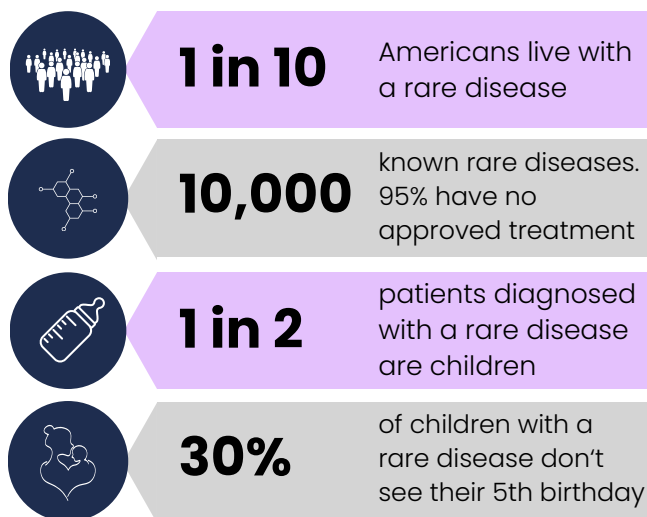 1 in 10
Americans live with
a rare disease
10,000
known rare diseases.
95% have no
approved treatment
1 in 2
patients diagnosed
with a rare disease
are children
30%
of children with a
rare disease don‘t
see their 5th birthday